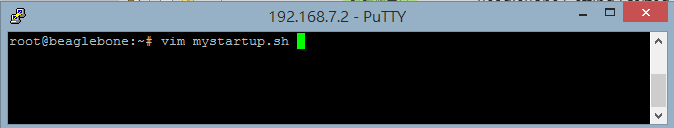 192.168.7.2 - PuTTY
root@beaglebone:~# vim mystartup.sh